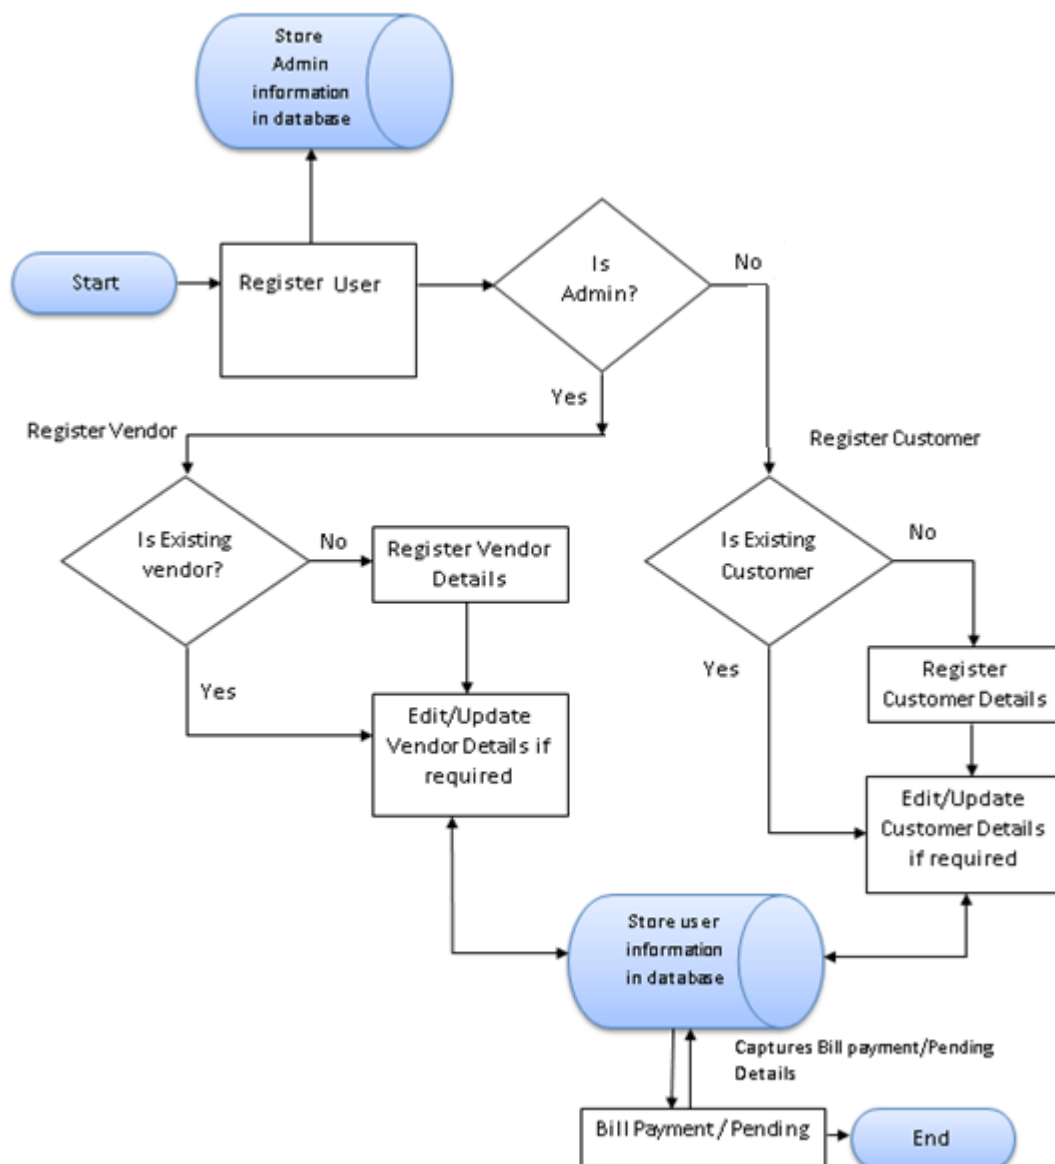 Store
Admin
information
in database
Start
Register User
Is
Admin?
No
Yes
Register Vendor
Register Customer
Is Existing
vendor?
No
Register Vendor
Details
Is Existing
Customer
No
Yes
Edit/Update
Vendor Details if
required
Yes
Register
Customer Details
Edit/Update
Customer Details
if required
Store user
information
in database
Captures Bill payment/Pending
Details
Bill Payment / Pending
End